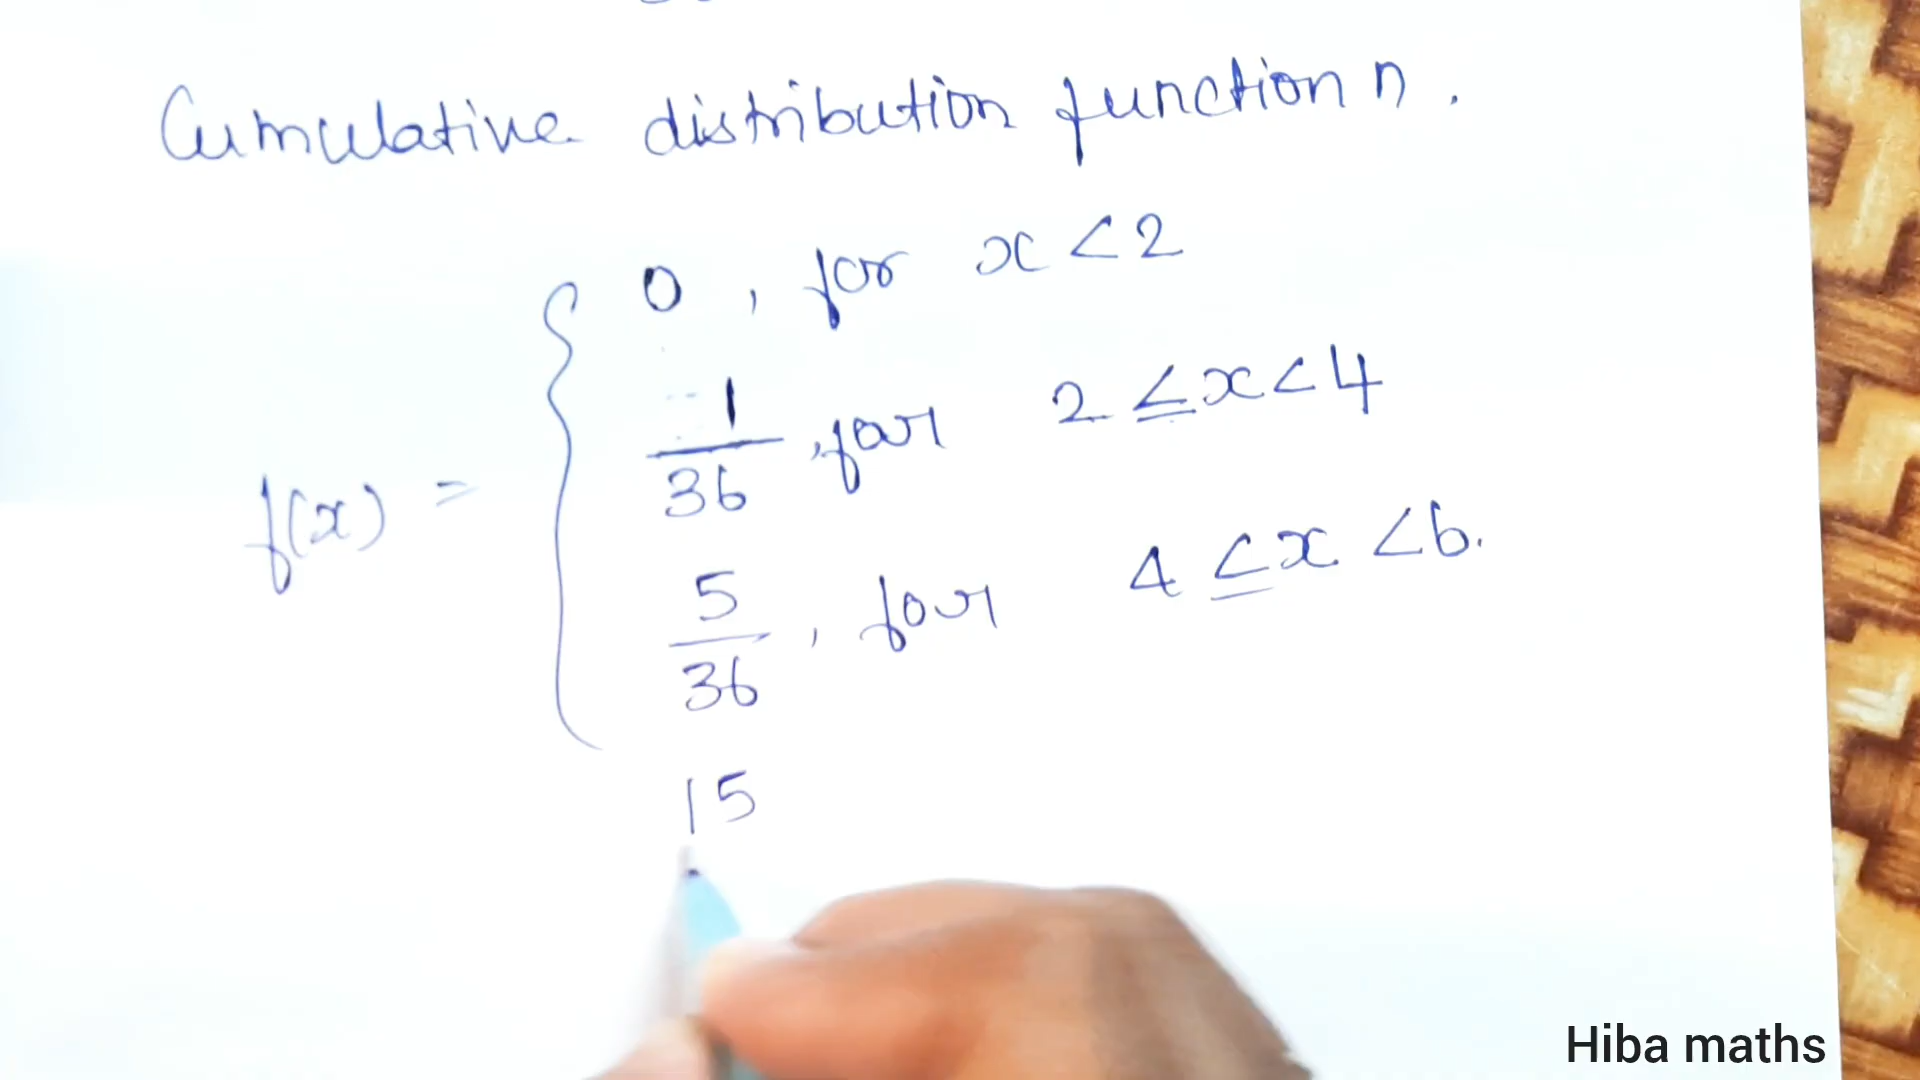 Cumulative distribution function n.
0, for x < 2
1/36, for 2 ≤ x < 4
f(x) =
5/36, for 4 ≤ x < 6.
15
Hiba maths